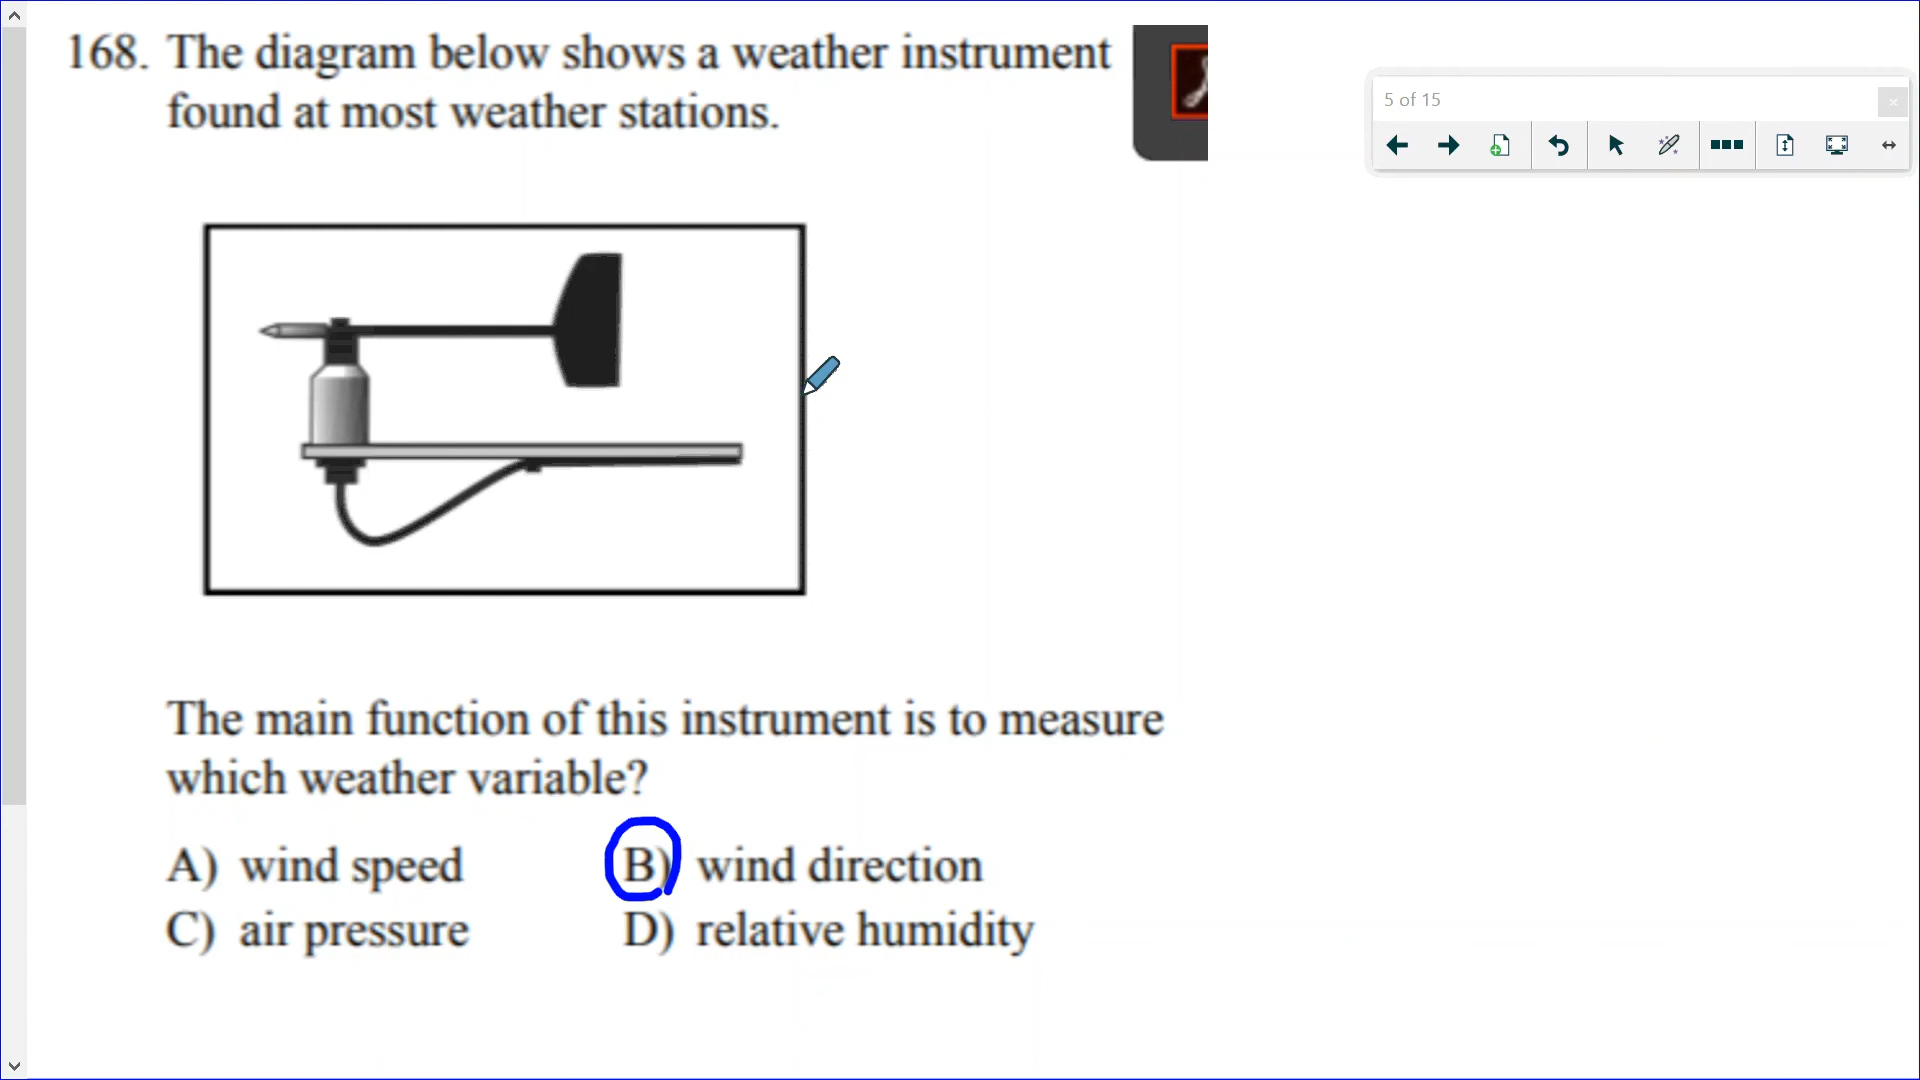 168. The diagram below shows a weather instrument
found at most weather stations.
5 of 15
The main function of this instrument is to measure
which weather variable?
A) wind speed B) wind direction
C) air pressure D) relative humidity